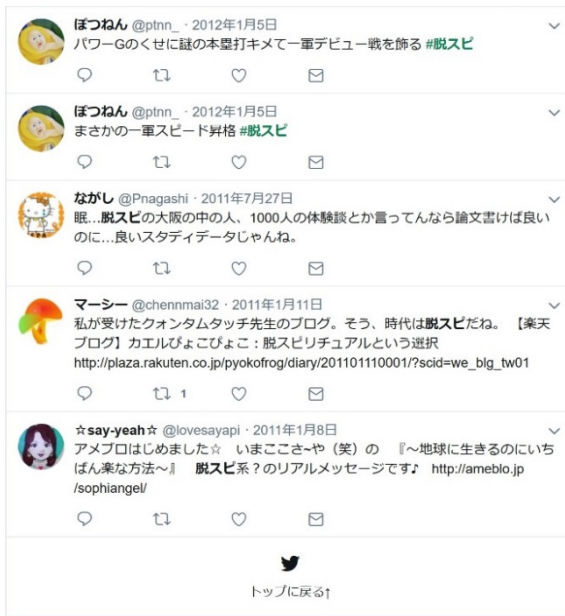 ぽつねん @ptnn_ · 2012年1月5日
パワーGのくせに謎の本塁打キメて一軍デビュー戦を飾る #脱スピ
ぽつねん @ptnn_ · 2012年1月5日
まさかの一軍スピード昇格 #脱スピ
ながし @Pnagashi · 2011年7月27日
眠…脱スピの大阪の中の人、1000人の体験談とか言ってんなら論文書けば良い
のに…良いスタディデータじゃんね。
マーシー @chennmai32 · 2011年1月11日
私が受けたクォンタムタッチ先生のブログ。そう、時代は脱スピだね。 【楽天
ブログ】カエルぴょこぴょこ：脱スピリチュアルという選択
http://plaza.rakuten.co.jp/pyokofrog/diary/201101110001/?scid=we_blg_tw01
1
☆say-yeah☆ @lovesayapi · 2011年1月8日
アメブロはじめました☆　いまここさ~や（笑）の　『～地球に生きるのにいち
ばん楽な方法～』　脱スピ系？のリアルメッセージです♪　http://ameblo.jp
/sophiangel/
トップに戻る↑